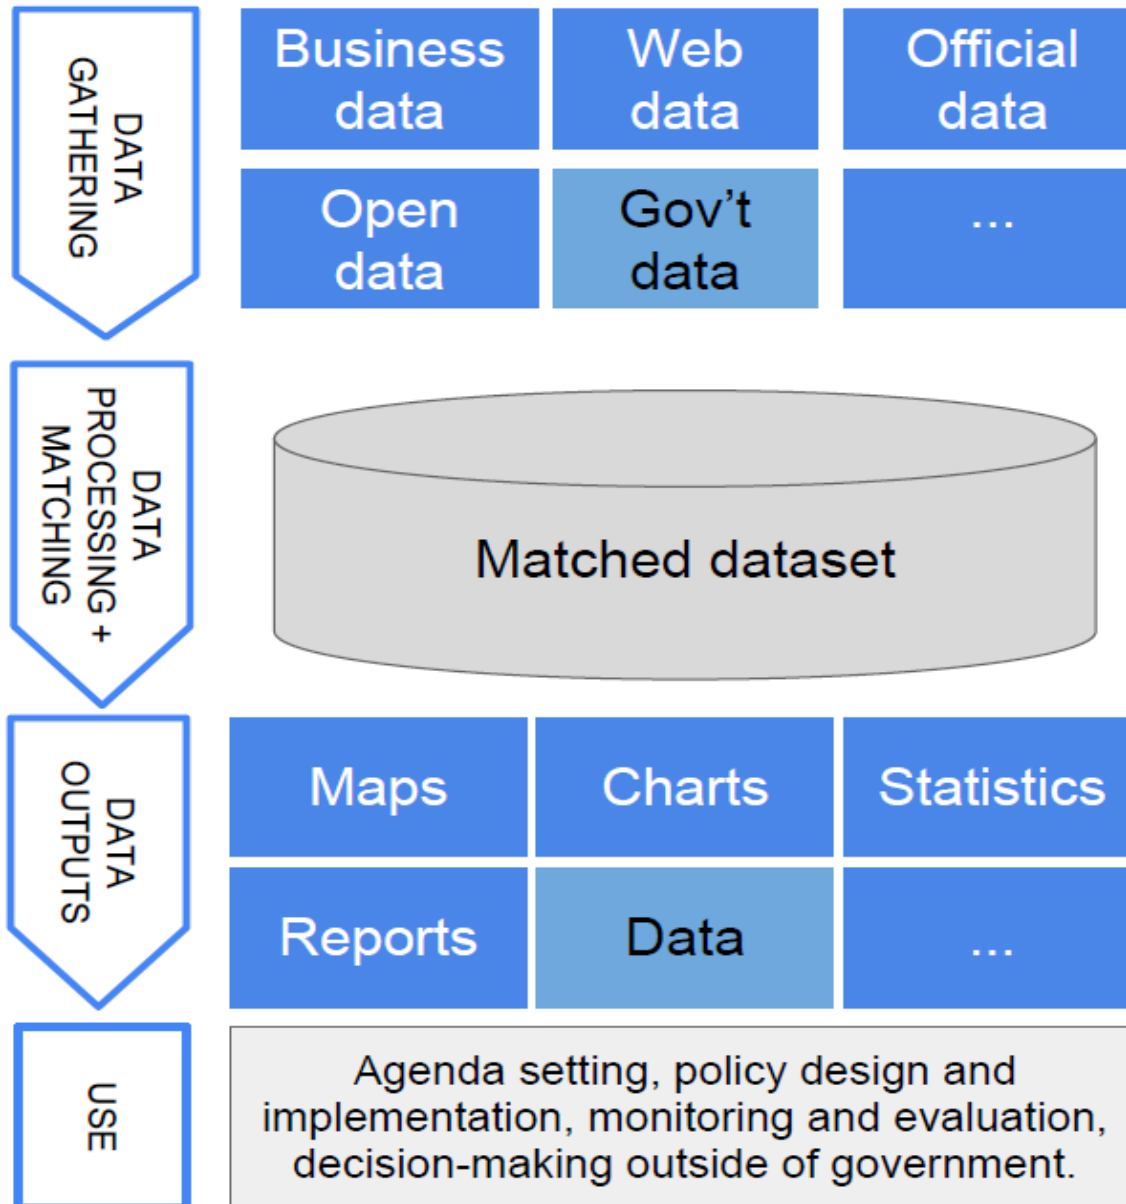 DATA
GATHERING
Business
data
Web
data
Official
data
Open
data
Gov't
data
...
DATA
PROCESSING +
MATCHING
Matched dataset
DATA
OUTPUTS
Maps
Charts
Statistics
Reports
Data
...
USE
Agenda setting, policy design and
implementation, monitoring and evaluation,
decision-making outside of government.